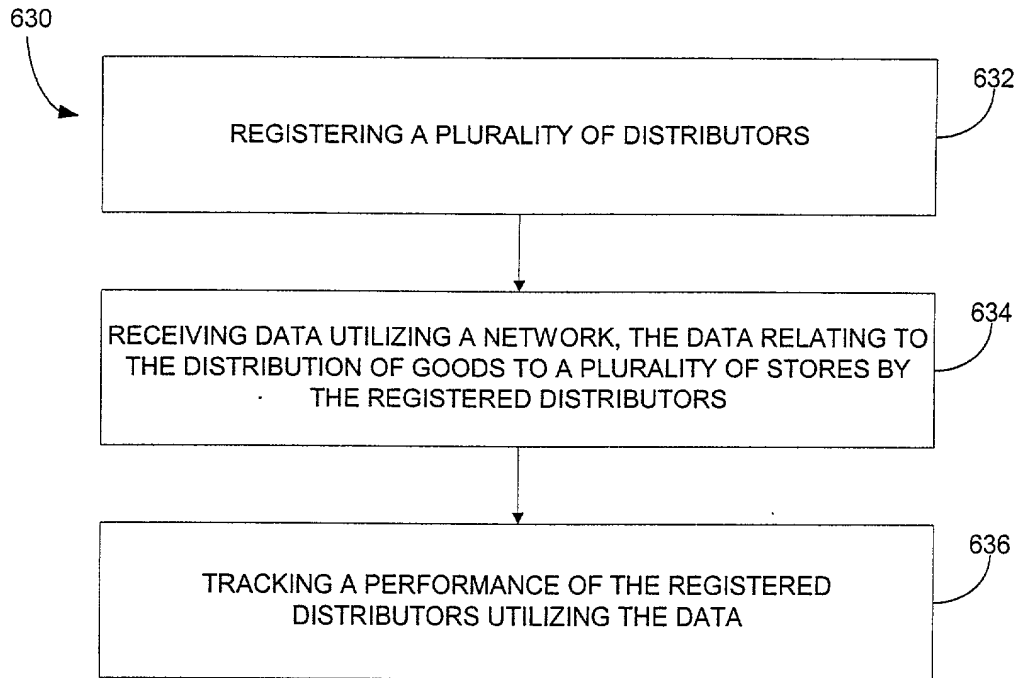 630
632
REGISTERING A PLURALITY OF DISTRIBUTORS
634
RECEIVING DATA UTILIZING A NETWORK, THE DATA RELATING TO
THE DISTRIBUTION OF GOODS TO A PLURALITY OF STORES BY
THE REGISTERED DISTRIBUTORS
636
TRACKING A PERFORMANCE OF THE REGISTERED
DISTRIBUTORS UTILIZING THE DATA